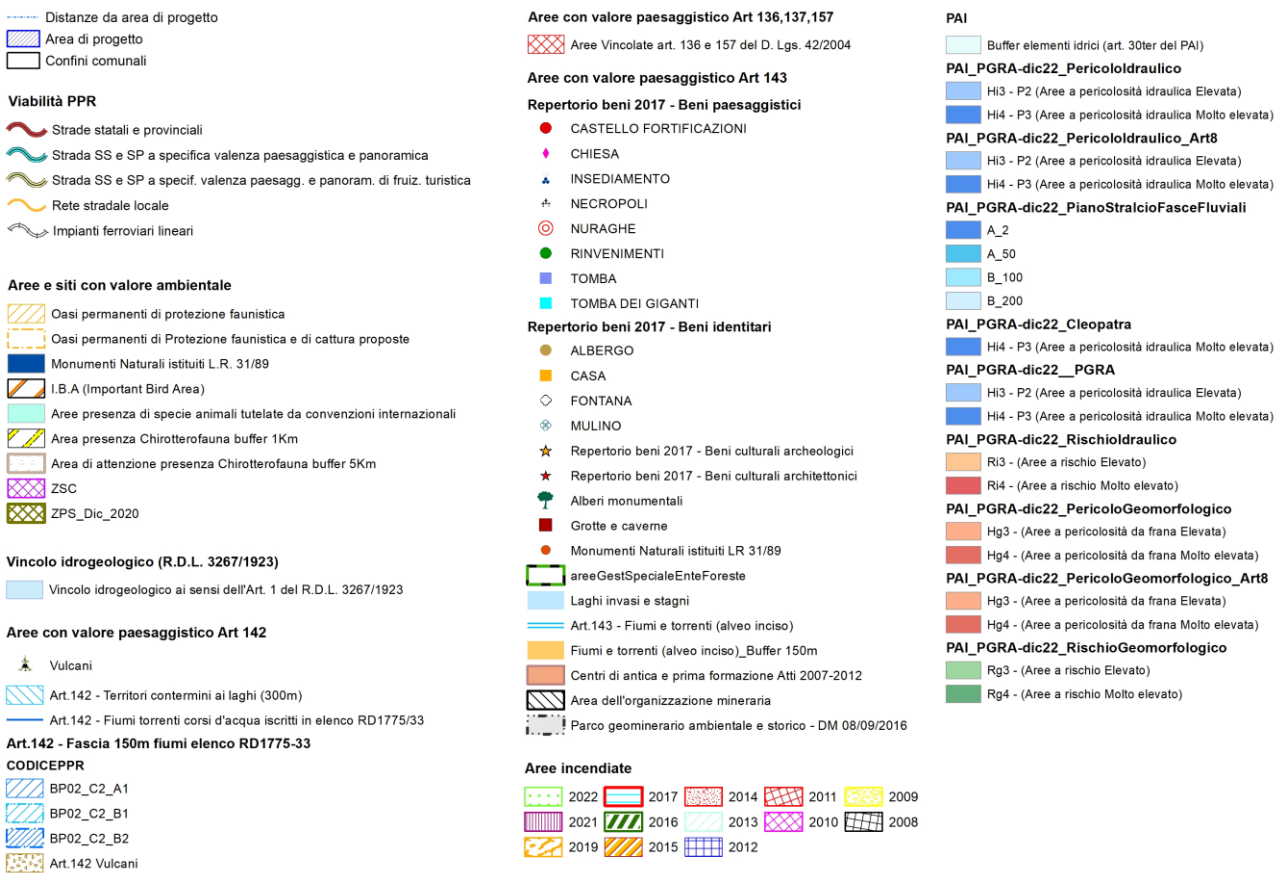 Distanze da area di progetto
Area di progetto
Confini comunali
Viabilità PPR
Strade statali e provinciali
Strada SS e SP a specifica valenza paesaggistica e panoramica
Strada SS e SP a specif. valenza paesagg. e panoram. di fruiz. turistica
Rete stradale locale
Impianti ferroviari lineari
Aree e siti con valore ambientale
Oasi permanenti di protezione faunistica
Oasi permanenti di Protezione faunistica e di cattura proposte
Monumenti Naturali istituiti L.R. 31/89
I.B.A (Important Bird Area)
Aree presenza di specie animali tutelate da convenzioni internazionali
Area presenza Chirotterofauna buffer 1Km
Area di attenzione presenza Chirotterofauna buffer 5Km
ZSC
ZPS_Dic_2020
Vincolo idrogeologico (R.D.L. 3267/1923)
Vincolo idrogeologico ai sensi dell'Art. 1 del R.D.L. 3267/1923
Aree con valore paesaggistico Art 142
Vulcani
Art.142 - Territori contermini ai laghi (300m)
Art.142 - Fiumi torrenti corsi d'acqua iscritti in elenco RD1775/33
Art.142 - Fascia 150m fiumi elenco RD1775-33
CODICEPPR
BP02_C2_A1
BP02_C2_B1
BP02_C2_B2
Art.142 Vulcani
Aree con valore paesaggistico Art 136,137,157
Aree Vincolate art. 136 e 157 del D. Lgs. 42/2004
Aree con valore paesaggistico Art 143
Repertorio beni 2017 - Beni paesaggistici
CASTELLO FORTIFICAZIONI
CHIESA
INSEDIAMENTO
NECROPOLI
NURAGHE
RINVENIMENTI
TOMBA
TOMBA DEI GIGANTI
Repertorio beni 2017 - Beni identitari
ALBERGO
CASA
FONTANA
MULINO
Repertorio beni 2017 - Beni culturali archeologici
Repertorio beni 2017 - Beni culturali architettonici
Alberi monumentali
Grotte e caverne
Monumenti Naturali istituiti LR 31/89
areeGestSpecialeEnteForeste
Laghi invasi e stagni
Art.143 - Fiumi e torrenti (alveo inciso)
Fiumi e torrenti (alveo inciso)_Buffer 150m
Centri di antica e prima formazione Atti 2007-2012
Area dell'organizzazione mineraria
Parco geominerario ambientale e storico - DM 08/09/2016
Aree incendiate
2022 2017 2014 2011 2009
2021 2016 2013 2010 2008
2019 2015 2012
PAI
Buffer elementi idrici (art. 30ter del PAI)
PAI_PGRA-dic22_PericoloIdraulico
Hi3 - P2 (Aree a pericolosità idraulica Elevata)
Hi4 - P3 (Aree a pericolosità idraulica Molto elevata)
PAI_PGRA-dic22_PericoloIdraulico_Art8
Hi3 - P2 (Aree a pericolosità idraulica Elevata)
Hi4 - P3 (Aree a pericolosità idraulica Molto elevata)
PAI_PGRA-dic22_PianoStralcioFasceFluviali
A_2
A_50
B_100
B_200
PAI_PGRA-dic22_Cleopatra
Hi4 - P3 (Aree a pericolosità idraulica Molto elevata)
PAI_PGRA-dic22__PGRA
Hi3 - P2 (Aree a pericolosità idraulica Elevata)
Hi4 - P3 (Aree a pericolosità idraulica Molto elevata)
PAI_PGRA-dic22_RischioIdraulico
Ri3 - (Aree a rischio Elevato)
Ri4 - (Aree a rischio Molto elevato)
PAI_PGRA-dic22_PericoloGeomorfologico
Hg3 - (Aree a pericolosità da frana Elevata)
Hg4 - (Aree a pericolosità da frana Molto elevata)
PAI_PGRA-dic22_PericoloGeomorfologico_Art8
Hg3 - (Aree a pericolosità da frana Elevata)
Hg4 - (Aree a pericolosità da frana Molto elevata)
PAI_PGRA-dic22_RischioGeomorfologico
Rg3 - (Aree a rischio Elevato)
Rg4 - (Aree a rischio Molto elevato)